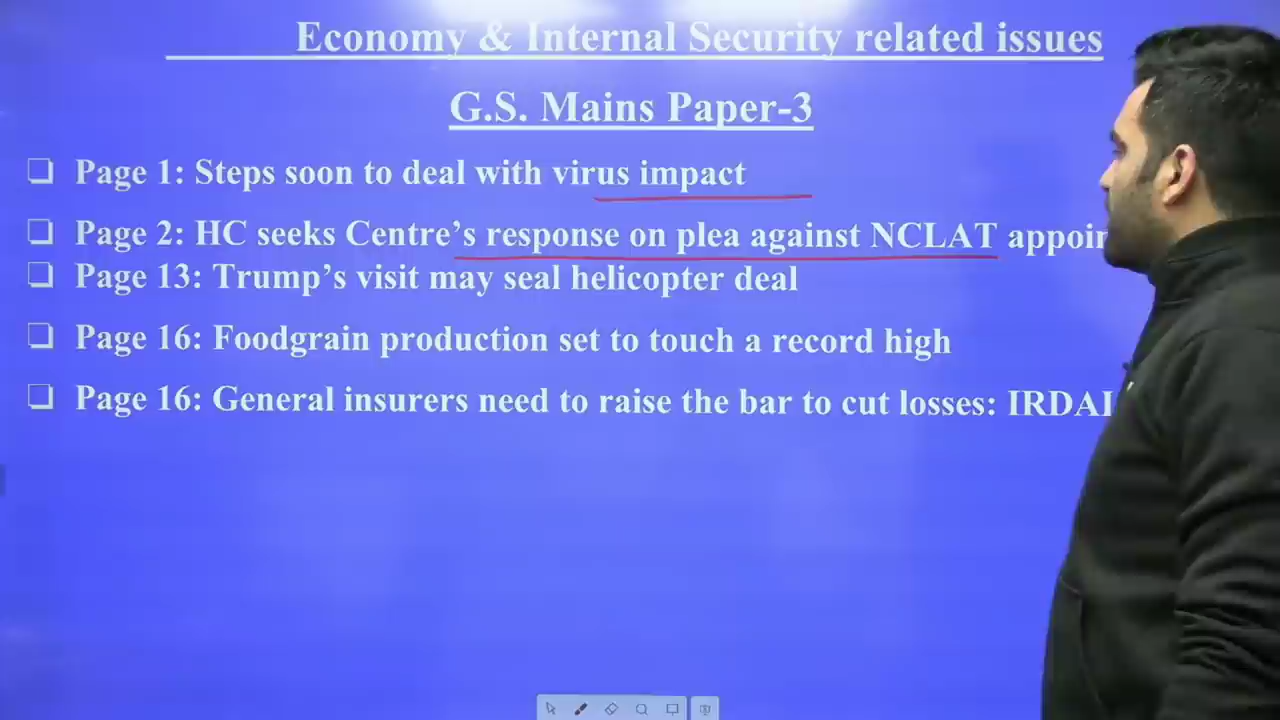 Economy & Internal Security related issues
G.S. Mains Paper-3
Page 1: Steps soon to deal with virus impact
Page 2: HC seeks Centre's response on plea against NCLAT
Page 13: Trump's visit may seal helicopter deal
Page 16: Foodgrain production set to touch a record high
Page 16: General insurers need to raise the bar to cut losses: IRDAI